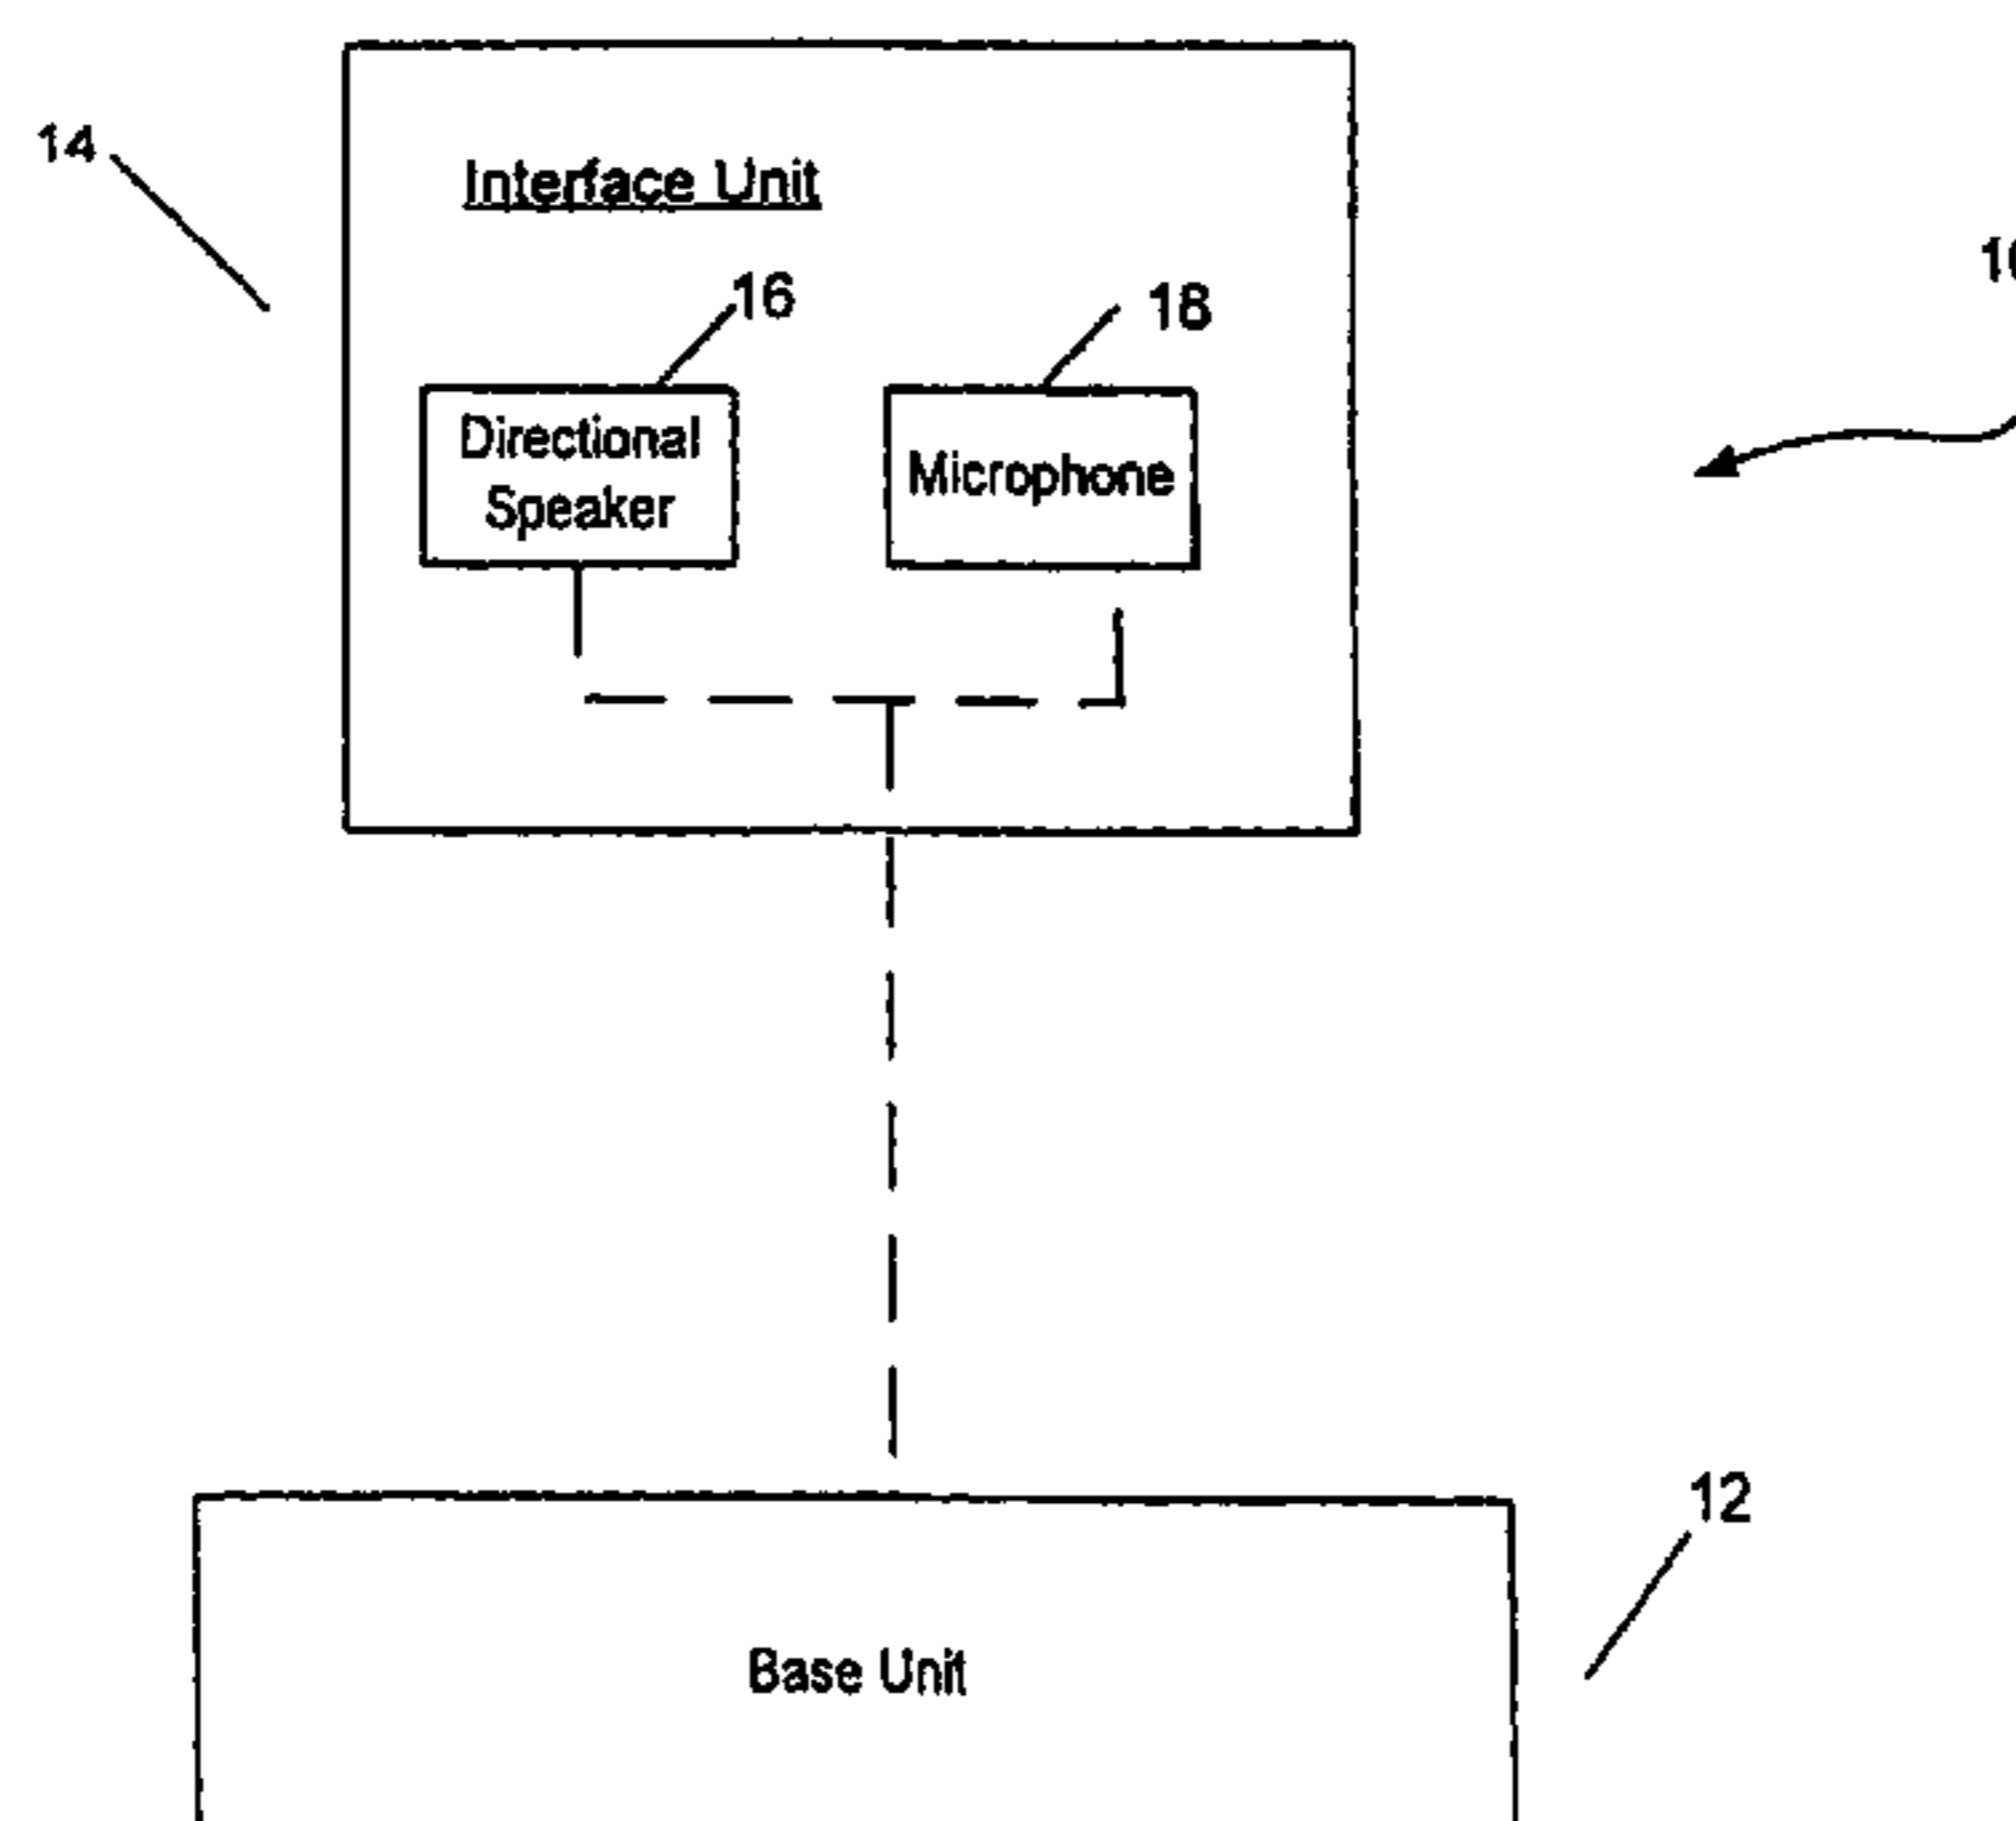 14
Interface Unit
16
18
Directional
Speaker
Microphone
12
Base Unit